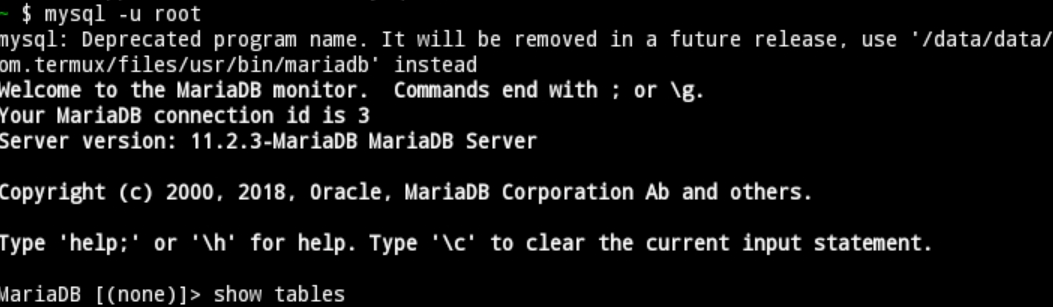 ~ $ mysql -u root
mysql: Deprecated program name. It will be removed in a future release, use '/data/data/
om.termux/files/usr/bin/mariadb' instead
Welcome to the MariaDB monitor.  Commands end with ; or \g.
Your MariaDB connection id is 3
Server version: 11.2.3-MariaDB MariaDB Server

Copyright (c) 2000, 2018, Oracle, MariaDB Corporation Ab and others.

Type 'help;' or '\h' for help. Type '\c' to clear the current input statement.

MariaDB [(none)]> show tables